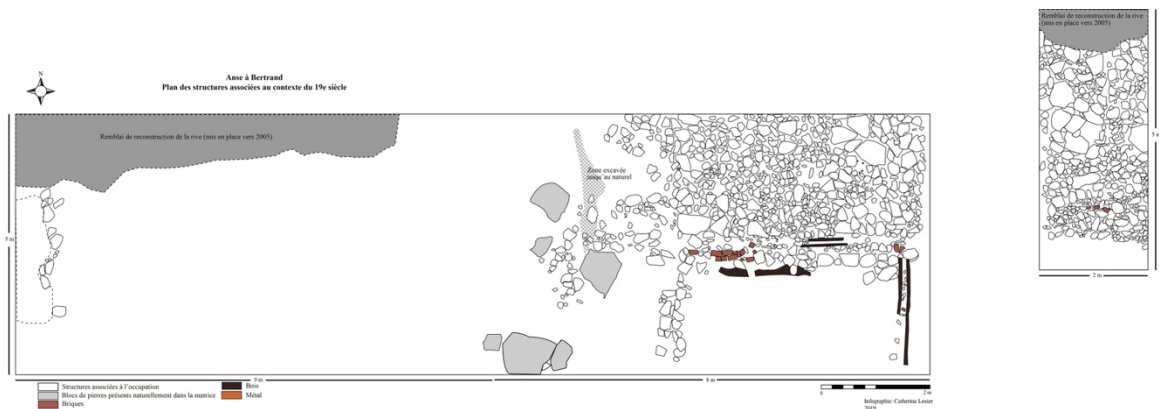 Remblai de reconstruction de la rive
(mis en place vers 2005)
N
Anse à Bertrand
Plan des structures associées au contexte du 19e siècle
Remblai de reconstruction de la rive (mis en place vers 2005)
Zone excavée
jusqu'au naturel
5 m
5 m
2 m
9 m
8 m
Structures associées à l'occupation
Blocs de pierres présents naturellement dans la matrice
Briques
Bois
Métal
0
2 m
Infographie: Catherine Losier
2019